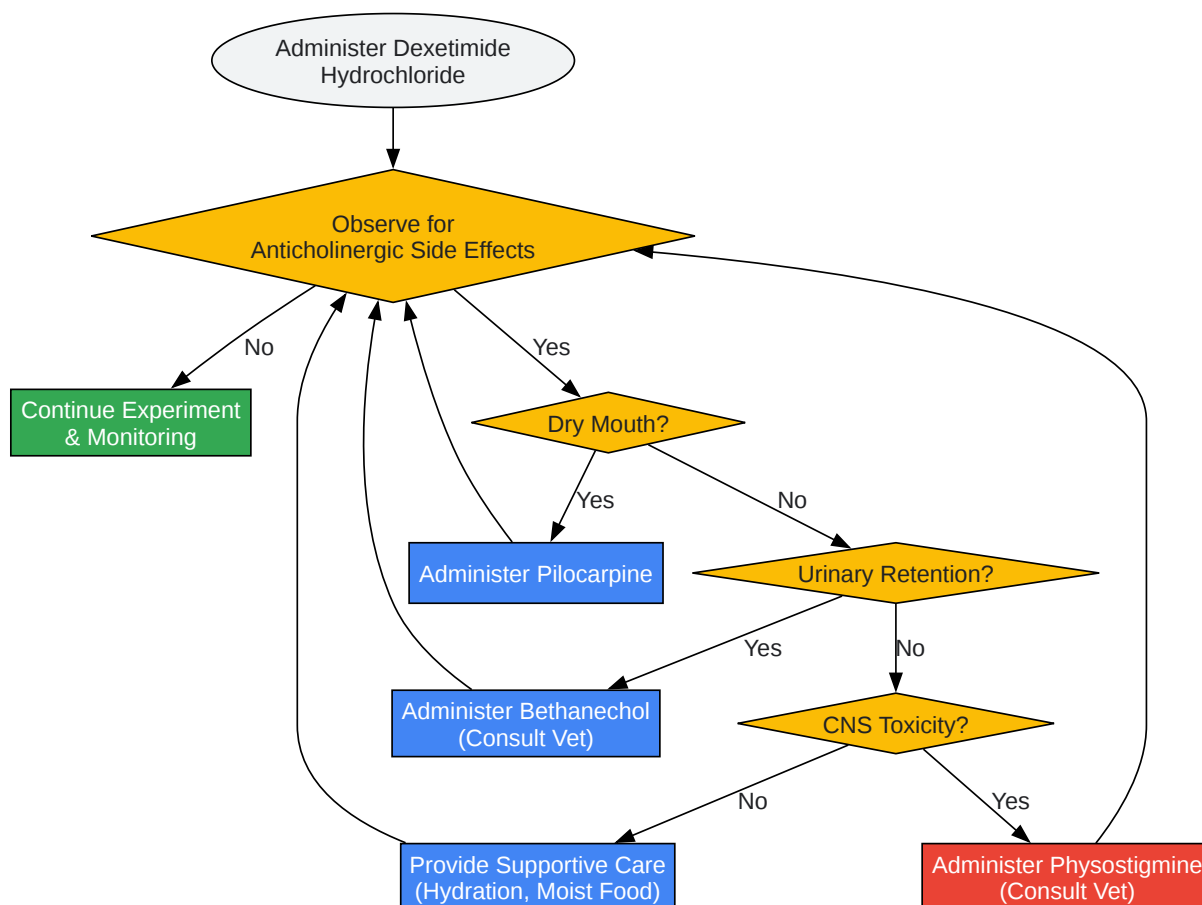 Administer Dexetimide
Hydrochloride
Observe for
Anticholinergic Side Effects
No
Yes
Continue Experiment
& Monitoring
Dry Mouth?
Yes
No
Administer Pilocarpine
Urinary Retention?
Yes
No
Administer Bethanechol
(Consult Vet)
CNS Toxicity?
No
Yes
Provide Supportive Care
(Hydration, Moist Food)
Administer Physostigmine
(Consult Vet)